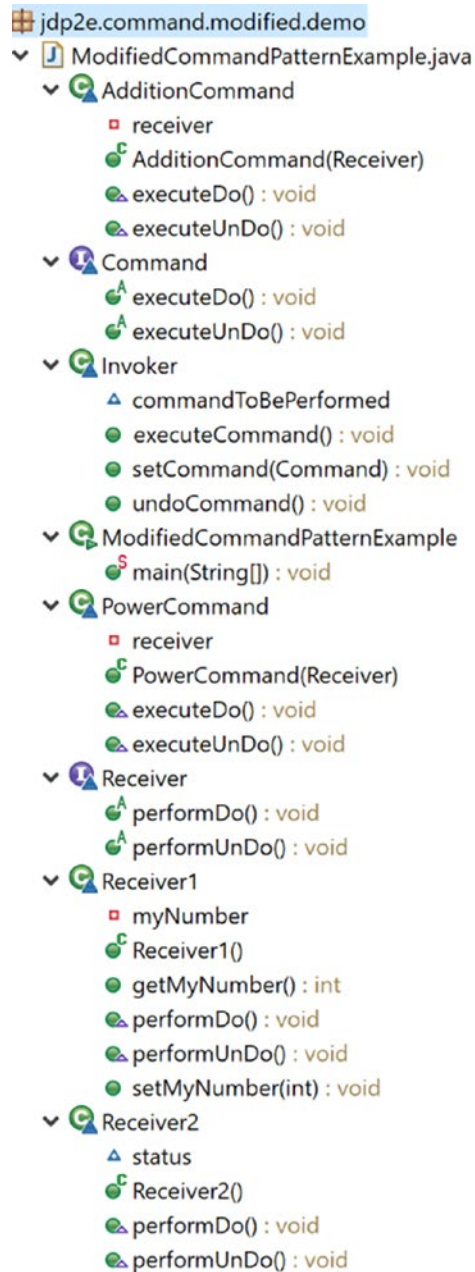 jdp2e.command.modified.demo
ModifiedCommandPatternExample.java
AdditionCommand
receiver
AdditionCommand(Receiver)
executeDo() : void
executeUnDo() : void
Command
executeDo() : void
executeUnDo() : void
Invoker
commandToBePerformed
executeCommand() : void
setCommand(Command) : void
undoCommand() : void
ModifiedCommandPatternExample
main(String[]) : void
PowerCommand
receiver
PowerCommand(Receiver)
executeDo() : void
executeUnDo() : void
Receiver
performDo() : void
performUnDo() : void
Receiver1
myNumber
Receiver1()
getMyNumber() : int
performDo() : void
performUnDo() : void
setMyNumber(int) : void
Receiver2
status
Receiver2()
performDo() : void
performUnDo() : void